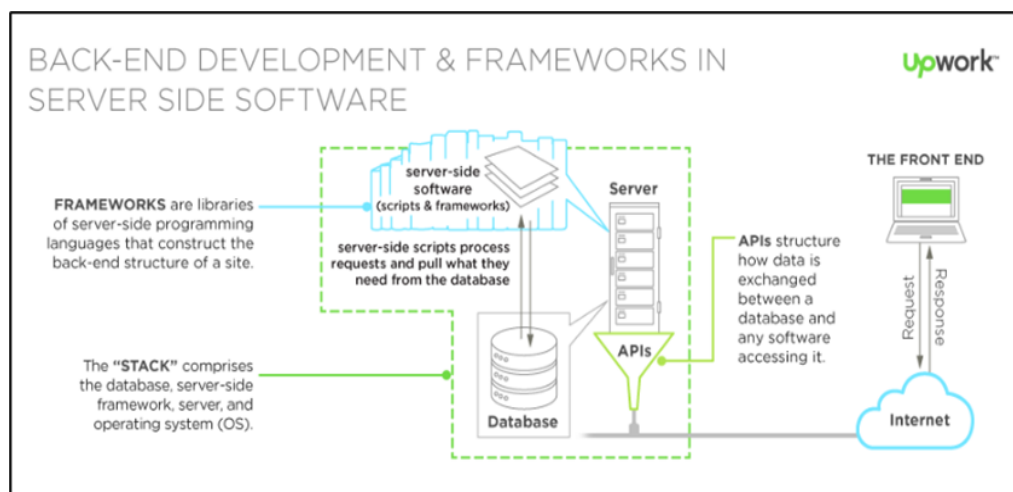 BACK-END DEVELOPMENT & FRAMEWORKS IN
SERVER SIDE SOFTWARE
Upwork™
FRAMEWORKS are libraries
of server-side programming
languages that construct the
back-end structure of a site.
The “STACK” comprises
the database, server-side
framework, server, and
operating system (OS).
server-side
software
(scripts & frameworks)
server-side scripts process
requests and pull what they
need from the database
Database
Server
APIs
APIs structure
how data is
exchanged
between a
database and
any software
accessing it.
THE FRONT END
Request
Response
Internet